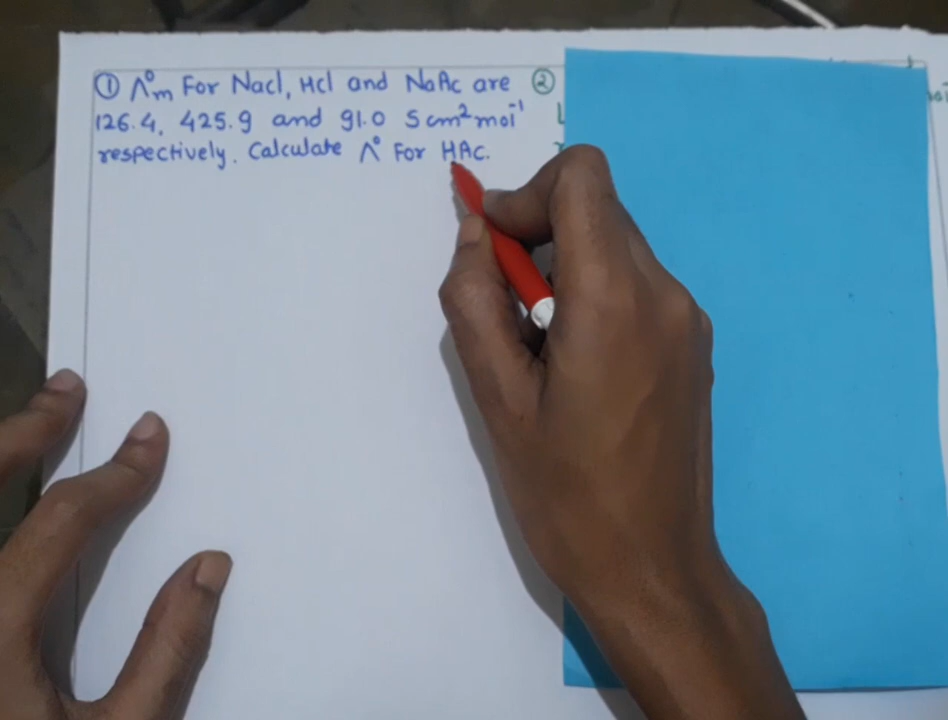 ① Λ°m For Nacl, Hcl and NaAc are
126.4, 425.9 and 91.0 S cm² mol⁻¹
respectively. Calculate Λ° For HAc.
②